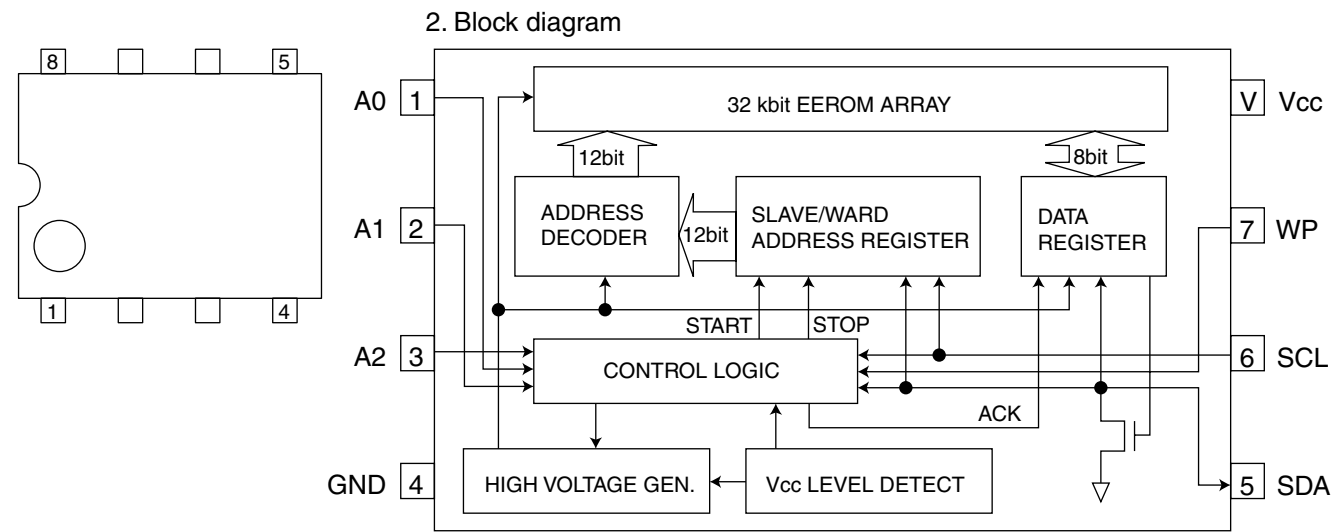 2. Block diagram
8
5
1
4
A0 1
A1 2
A2 3
GND 4
V Vcc
7 WP
6 SCL
5 SDA
32 kbit EEROM ARRAY
12bit
8bit
ADDRESS
DECODER
12bit
SLAVE/WARD
ADDRESS REGISTER
DATA
REGISTER
START
STOP
CONTROL LOGIC
ACK
HIGH VOLTAGE GEN.
Vcc LEVEL DETECT